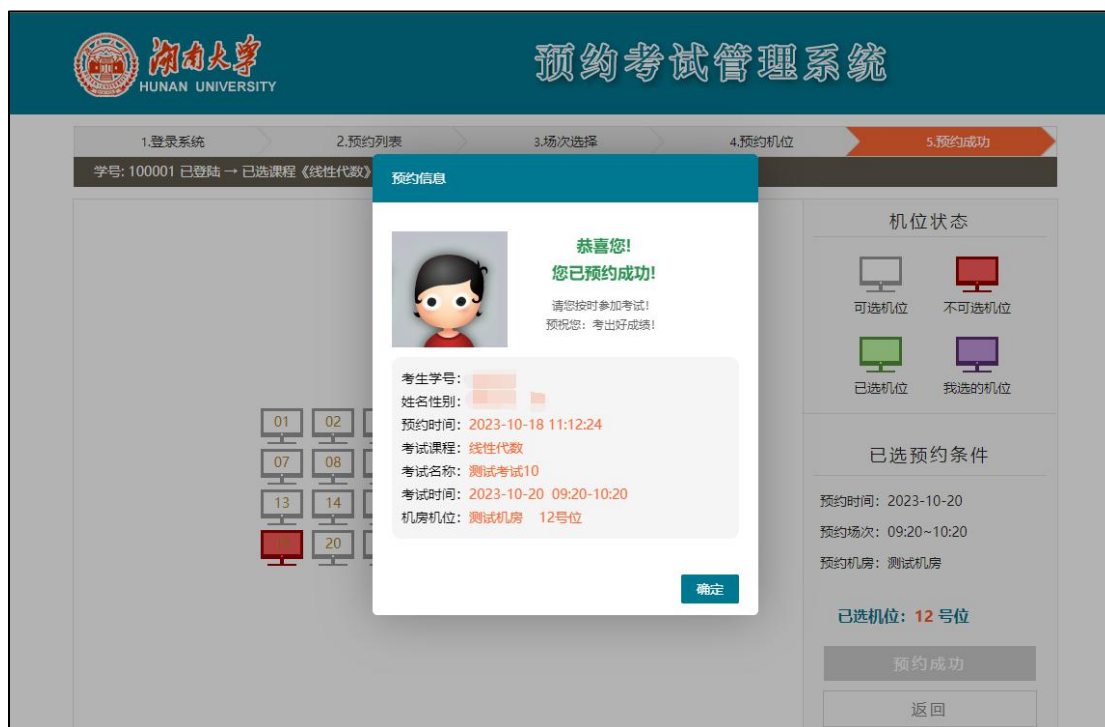 湖南大学
HUNAN UNIVERSITY
预约考试管理系统
1.登录系统
2.预约列表
3.场次选择
4.预约机位
5.预约成功
学号: 100001 已登陆 → 已选课程《线性代数》
预约信息
恭喜您!
您已预约成功!
请您按时参加考试!
预祝您：考出好成绩!
考生学号：
姓名性别：
预约时间：2023-10-18 11:12:24
考试课程：线性代数
考试名称：测试考试10
考试时间：2023-10-20 09:20-10:20
机房机位：测试机房 12号位
确定
01 02
07 08
13 14
20
机位状态
可选机位 不可选机位
已选机位 我选的机位
已选预约条件
预约时间：2023-10-20
预约场次：09:20~10:20
预约机房：测试机房
已选机位：12 号位
预约成功
返回